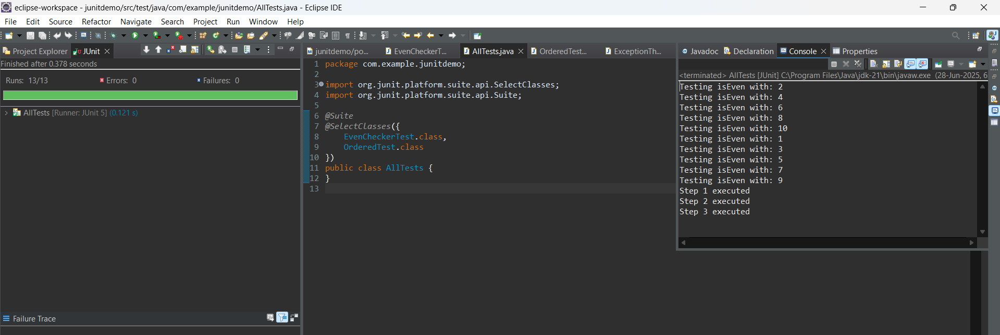 eclipse-workspace - junitdemo/src/test/java/com/example/junitdemo/AllTests.java - Eclipse IDE
File Edit Source Refactor Navigate Search Project Run Window Help
Project Explorer JUnit
Finished after 0.378 seconds
Runs: 13/13 Errors: 0 Failures: 0
AllTests [Runner: JUnit 5] (0.121 s)
Failure Trace
junitdemo/po... EvenCheckerT... AllTests.java OrderedTest... ExceptionTh...
1 package com.example.junitdemo;
2
3 import org.junit.platform.suite.api.SelectClasses;
4 import org.junit.platform.suite.api.Suite;
5
6 @Suite
7 @SelectClasses({
8 EvenCheckerTest.class,
9 OrderedTest.class
10 })
11 public class AllTests {
12 }
13
Javadoc Declaration Console Properties
<terminated> AllTests [JUnit] C:\Program Files\Java\jdk-21\bin\javaw.exe (28-Jun-2025, 6
Testing isEven with: 2
Testing isEven with: 4
Testing isEven with: 6
Testing isEven with: 8
Testing isEven with: 10
Testing isEven with: 1
Testing isEven with: 3
Testing isEven with: 5
Testing isEven with: 7
Testing isEven with: 9
Step 1 executed
Step 2 executed
Step 3 executed